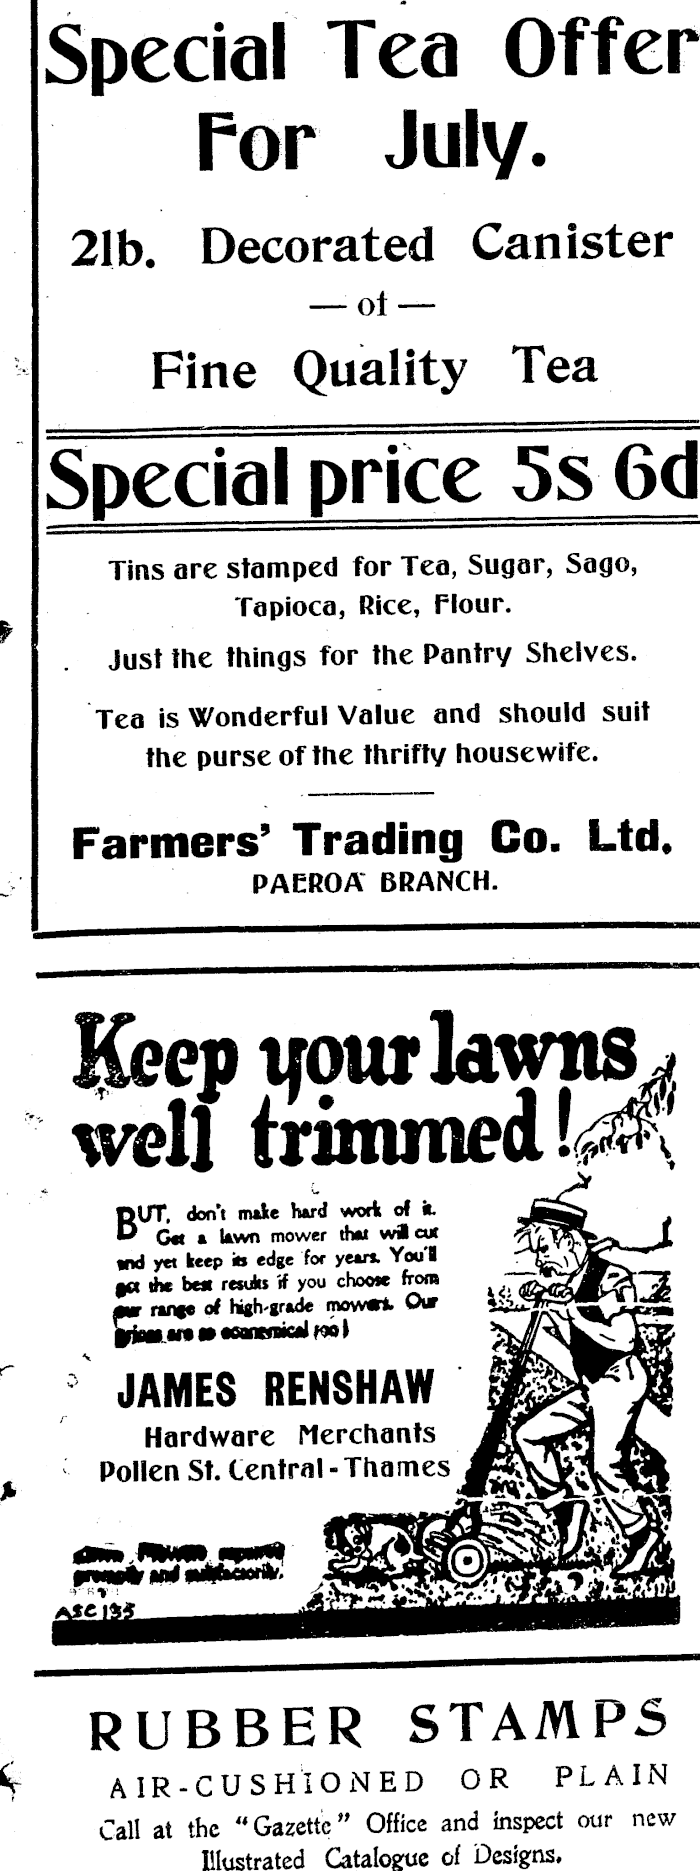 Special Tea Offer
For July.
2lb. Decorated Canister
— of —
Fine Quality Tea
Special price 5s 6d
Tins are stamped for Tea, Sugar, Sago,
Tapioca, Rice, Flour.
Just the things for the Pantry Shelves.
Tea is Wonderful Value and should suit
the purse of the thrifty housewife.
Farmers' Trading Co. Ltd.
PAEROA BRANCH.
Keep your lawns
well trimmed!
BUT, don't make hard work of it.
Get a lawn mower that will cut
and yet keep its edge for years. You'll
get the best results if you choose from
our range of high-grade mowers. Our
prices are so economical too!
JAMES RENSHAW
Hardware Merchants
Pollen St. Central - Thames
Lawn Mowers repaired
promptly and satisfactorily.
ASC 135
RUBBER STAMPS
AIR-CUSHIONED OR PLAIN
Call at the "Gazette" Office and inspect our new
Illustrated Catalogue of Designs.